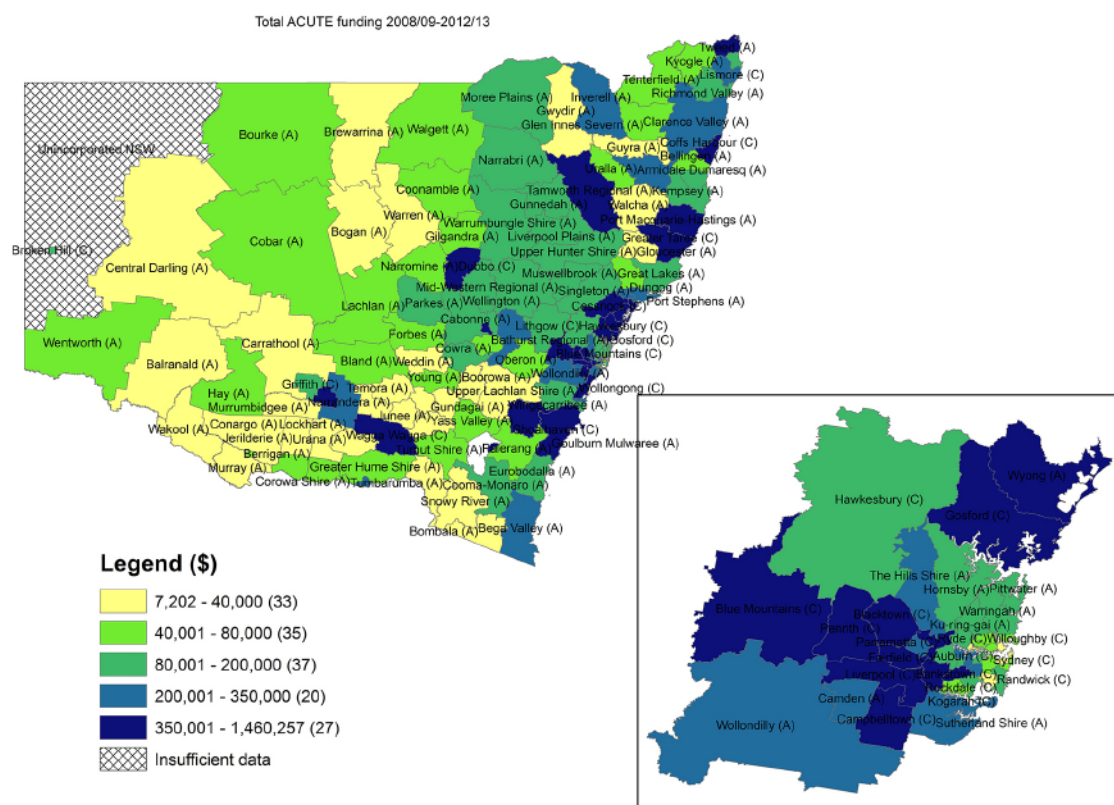 Total ACUTE funding 2008/09-2012/13
Tweed (A)
Kyogle (A)
Lismore (C)
Tenterfield (A)
Richmond Valley (A)
Moree Plains (A)
Inverell (A)
Gwydir (A)
Bourke (A)
Brewarrina (A)
Walgett (A)
Glen Innes Severn (A)
Clarence Valley (A)
Coffs Harbour (C)
Unincorporated NSW
Guyra (A)
Bellingen (A)
Narrabri (A)
Uralla (A)
Armidale Dumaresq (A)
Coonamble (A)
Tamworth Regional (A)
Kempsey (A)
Gunnedah (A)
Walcha (A)
Warren (A)
Warrumbungle Shire (A)
Port Macquarie-Hastings (A)
Cobar (A)
Bogan (A)
Gilgandra (A)
Liverpool Plains (A)
Greater Taree (C)
Broken Hill (C)
Upper Hunter Shire (A)
Gloucester (A)
Central Darling (A)
Narromine (A)
Dubbo (C)
Muswellbrook (A)
Great Lakes (A)
Mid-Western Regional (A)
Singleton (A)
Dungog (A)
Lachlan (A)
Parkes (A)
Wellington (A)
Cessnock (C)
Port Stephens (A)
Cabonne (A)
Lithgow (C)
Hawkesbury (C)
Wentworth (A)
Carrathool (A)
Forbes (A)
Bathurst Regional (A)
Gosford (C)
Balranald (A)
Bland (A)
Weddin (A)
Cowra (A)
Oberon (A)
Blue Mountains (C)
Griffith (C)
Young (A)
Boorowa (A)
Wollondilly (A)
Hay (A)
Temora (A)
Upper Lachlan Shire (A)
Wollongong (C)
Murrumbidgee (A)
Narrandera (A)
Junee (A)
Gundagai (A)
Wingecarribee (A)
Wakool (A)
Conargo (A)
Lockhart (A)
Yass Valley (A)
Shoalhaven (C)
Jerilderie (A)
Urana (A)
Wagga Wagga (C)
Goulburn Mulwaree (A)
Berrigan (A)
Tumut Shire (A)
Palerang (A)
Murray (A)
Greater Hume Shire (A)
Eurobodalla (A)
Corowa Shire (A)
Tumbarumba (A)
Cooma-Monaro (A)
Snowy River (A)
Bombala (A)
Bega Valley (A)
Legend ($)
7,202 - 40,000 (33)
40,001 - 80,000 (35)
80,001 - 200,000 (37)
200,001 - 350,000 (20)
350,001 - 1,460,257 (27)
Insufficient data
Wyong (A)
Hawkesbury (C)
Gosford (C)
The Hills Shire (A)
Hornsby (A)
Pittwater (A)
Blue Mountains (C)
Blacktown (C)
Warringah (A)
Penrith (C)
Ku-ring-gai (A)
Parramatta (C)
Ryde (C)
Willoughby (C)
Fairfield (C)
Auburn (C)
Sydney (C)
Liverpool (C)
Bankstown (C)
Randwick (C)
Camden (A)
Rockdale (C)
Kogarah (C)
Wollondilly (A)
Campbelltown (C)
Sutherland Shire (A)